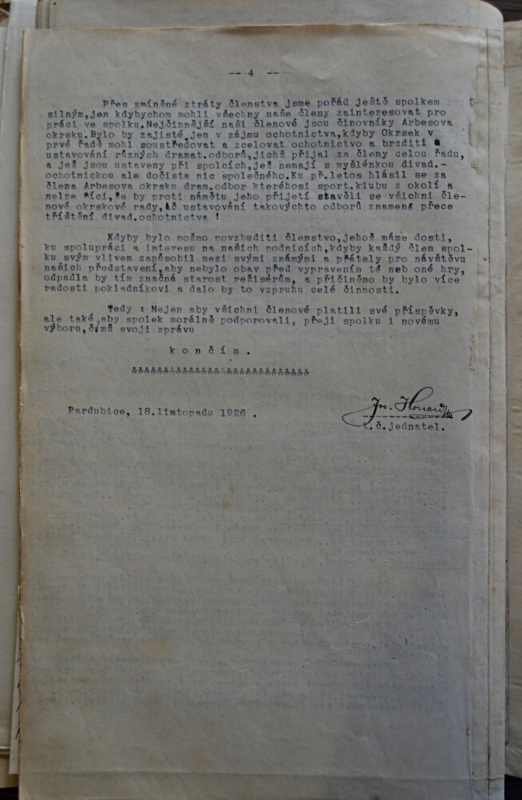 -- 4 --
Přes zmíněné ztráty členstva jsme pořád ještě spolkem
silným,jen kdybychom mohli všechny naše členy zainteresovat pro
práci ve spolku.Nejčinnější naši členové jsou činovníky Arbesova
okrsku.Bylo by zajisté jen v zájmu ochotnictva,kdyby Okrsek v
prvé řadě mohl soustřeďovat a zcelovat ochotnictvo a brzditi
ustavování různých dramat.odborů,jichž přijal za členy celou řadu,
a jež jsou ustaveny při spolcích,jež nemají s myšlénkou divad.-
ochotnickou ale dočista nic společného.Ku př.letos hlásil se za
člena Arbesova okrsku dram.odbor kteréhosi sport.klubu z okolí a
nelze říci,že by proti námětu jeho přijetí stavěli se všichni čle-
nové okrskové rady,ač ustavování takovýchto odborů znamená přece
tříštění divad.ochotnictva !
Kdyby bylo možno povzbuditi členstvo,jehož máme dosti,
ku spolupráci a interesu na našich podnicích,kdyby každý člen spol-
ku svým vlivem zapůsobil mezi svými známými a přátely pro návštěvu
našich představení,aby nebylo obav před vypravením té neb oné hry,
odpadla by tím značná starost režisérům, a přičiněno by bylo více
radosti pokladníkovi a dalo by to vzpruhu celé činnosti.
Tedy : Nejen aby všichni členové platili své příspěvky,
ale také,aby spolek morálně podporovali, přeji spolku i novému
výboru,čímž svoji zprávu
k o n č í m .
&&&&&&&&&&&&&&&&&&&&&&&&&&&&
Pardubice, 18.listopadu 1926 .
Jos.
t.č.jednatel.